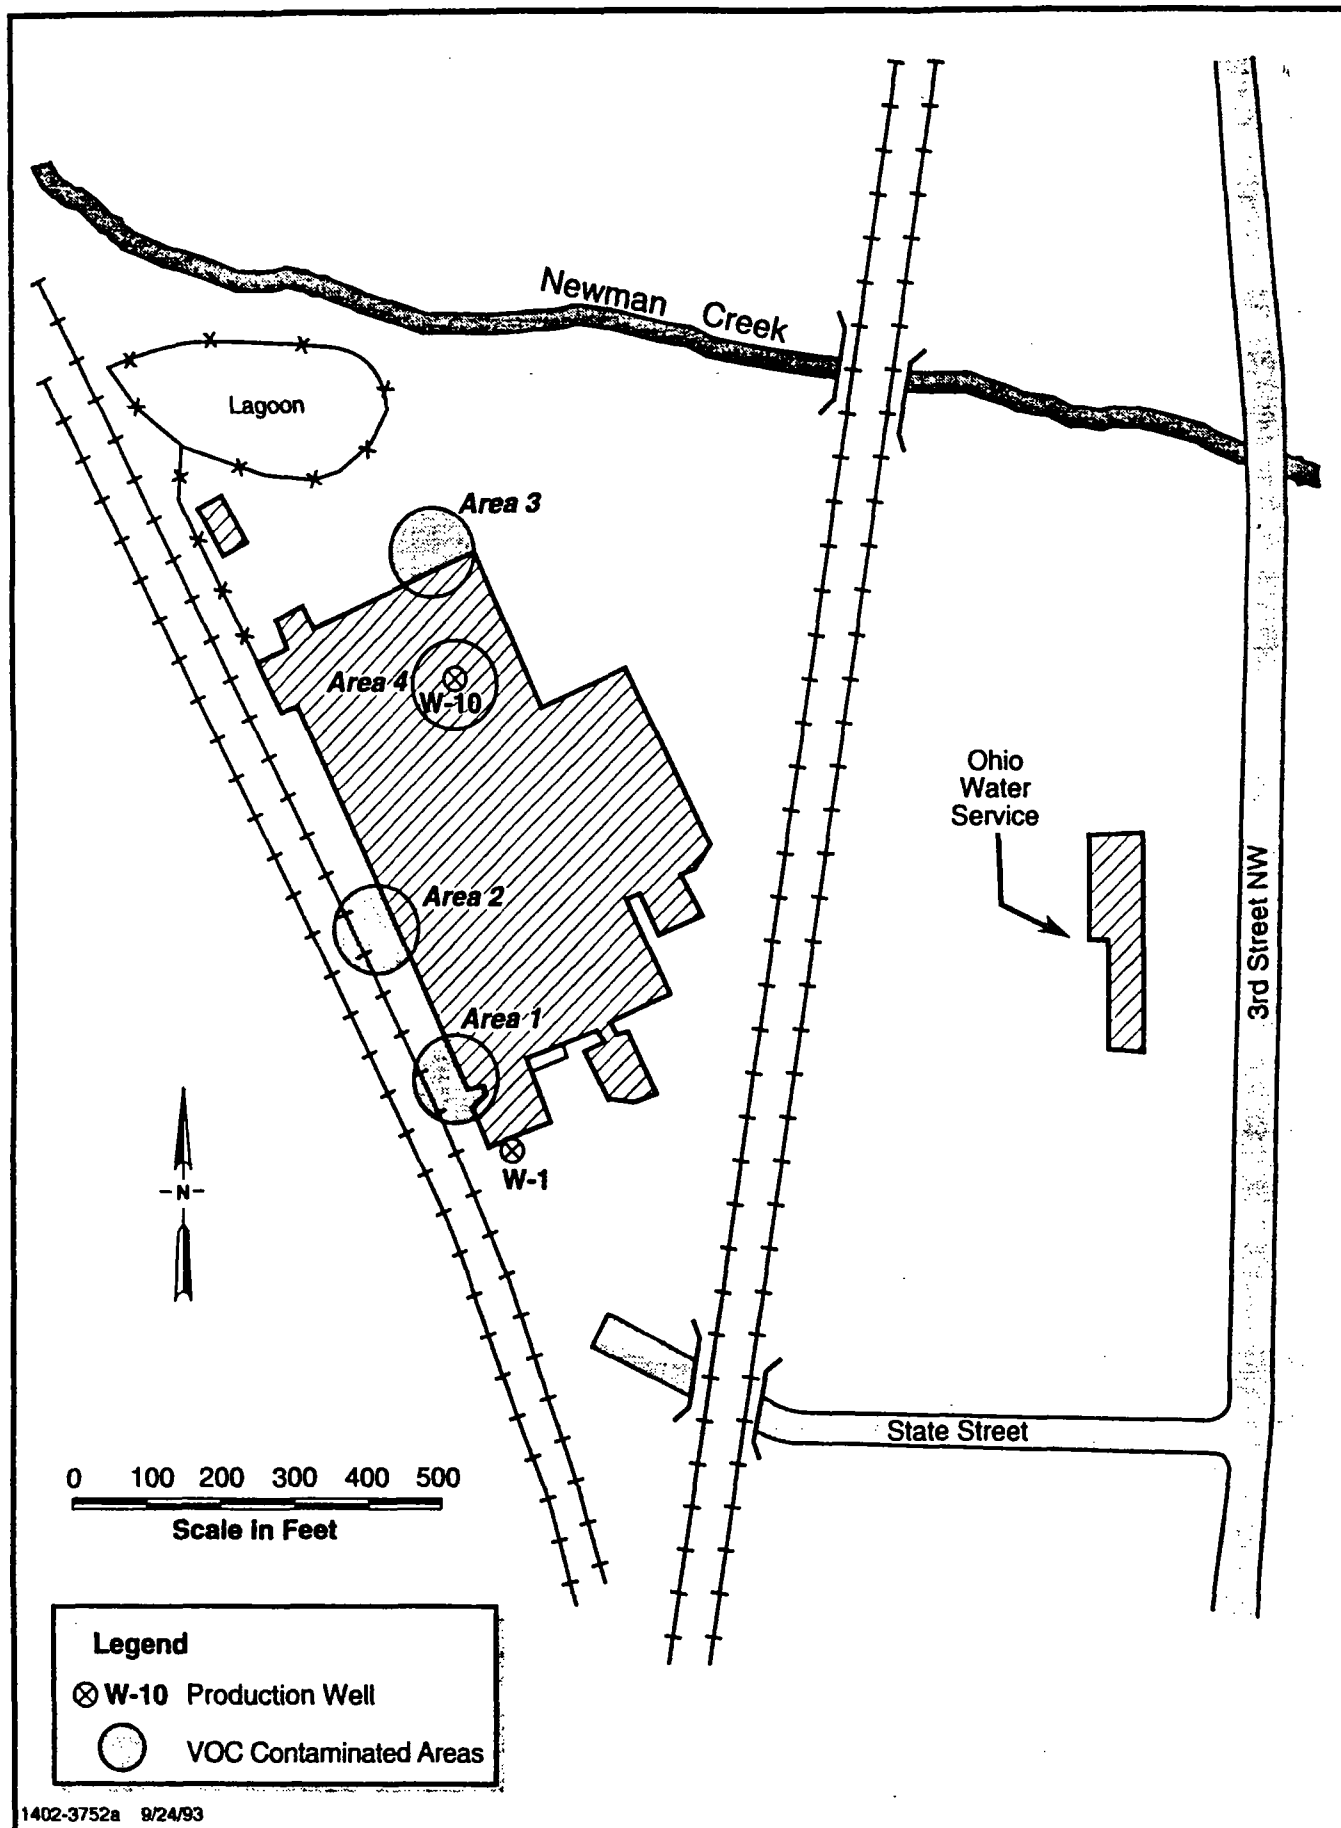 Newman Creek
Lagoon
Area 3
Area 4
W-10
Ohio
Water
Service
Area 2
3rd Street NW
Area 1
-N-
W-1
State Street
0 100 200 300 400 500
Scale in Feet
Legend
W-10 Production Well
VOC Contaminated Areas
1402-3752a 9/24/93